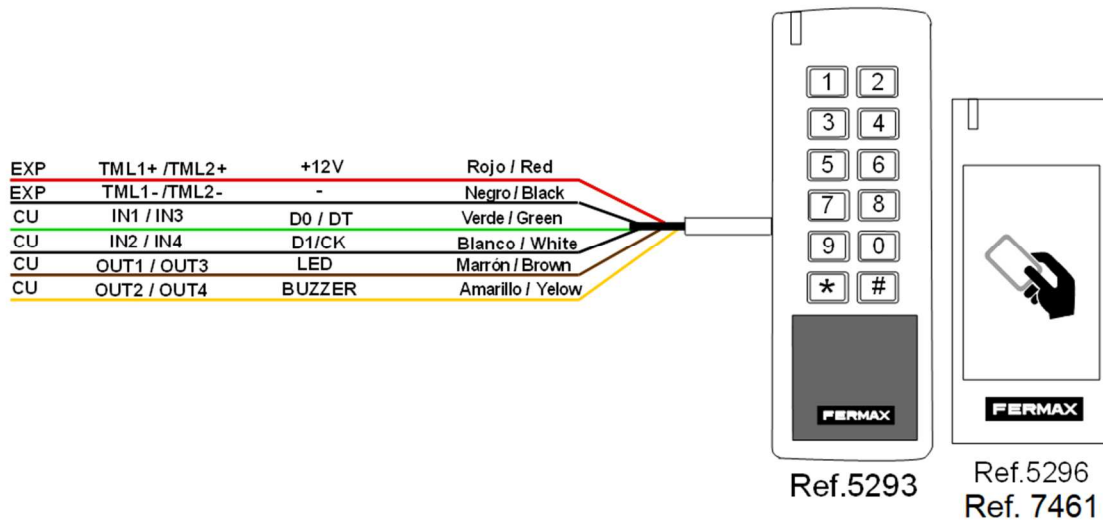 EXP TML1+ /TML2+ +12V Rojo / Red
EXP TML1- /TML2- - Negro / Black
CU IN1 / IN3 D0 / DT Verde / Green
CU IN2 / IN4 D1/CK Blanco / White
CU OUT1 / OUT3 LED Marrón / Brown
CU OUT2 / OUT4 BUZZER Amarillo / Yelow
1 2
3 4
5 6
7 8
9 0
* #
FERMAX
Ref.5293
FERMAX
Ref.5296
Ref. 7461